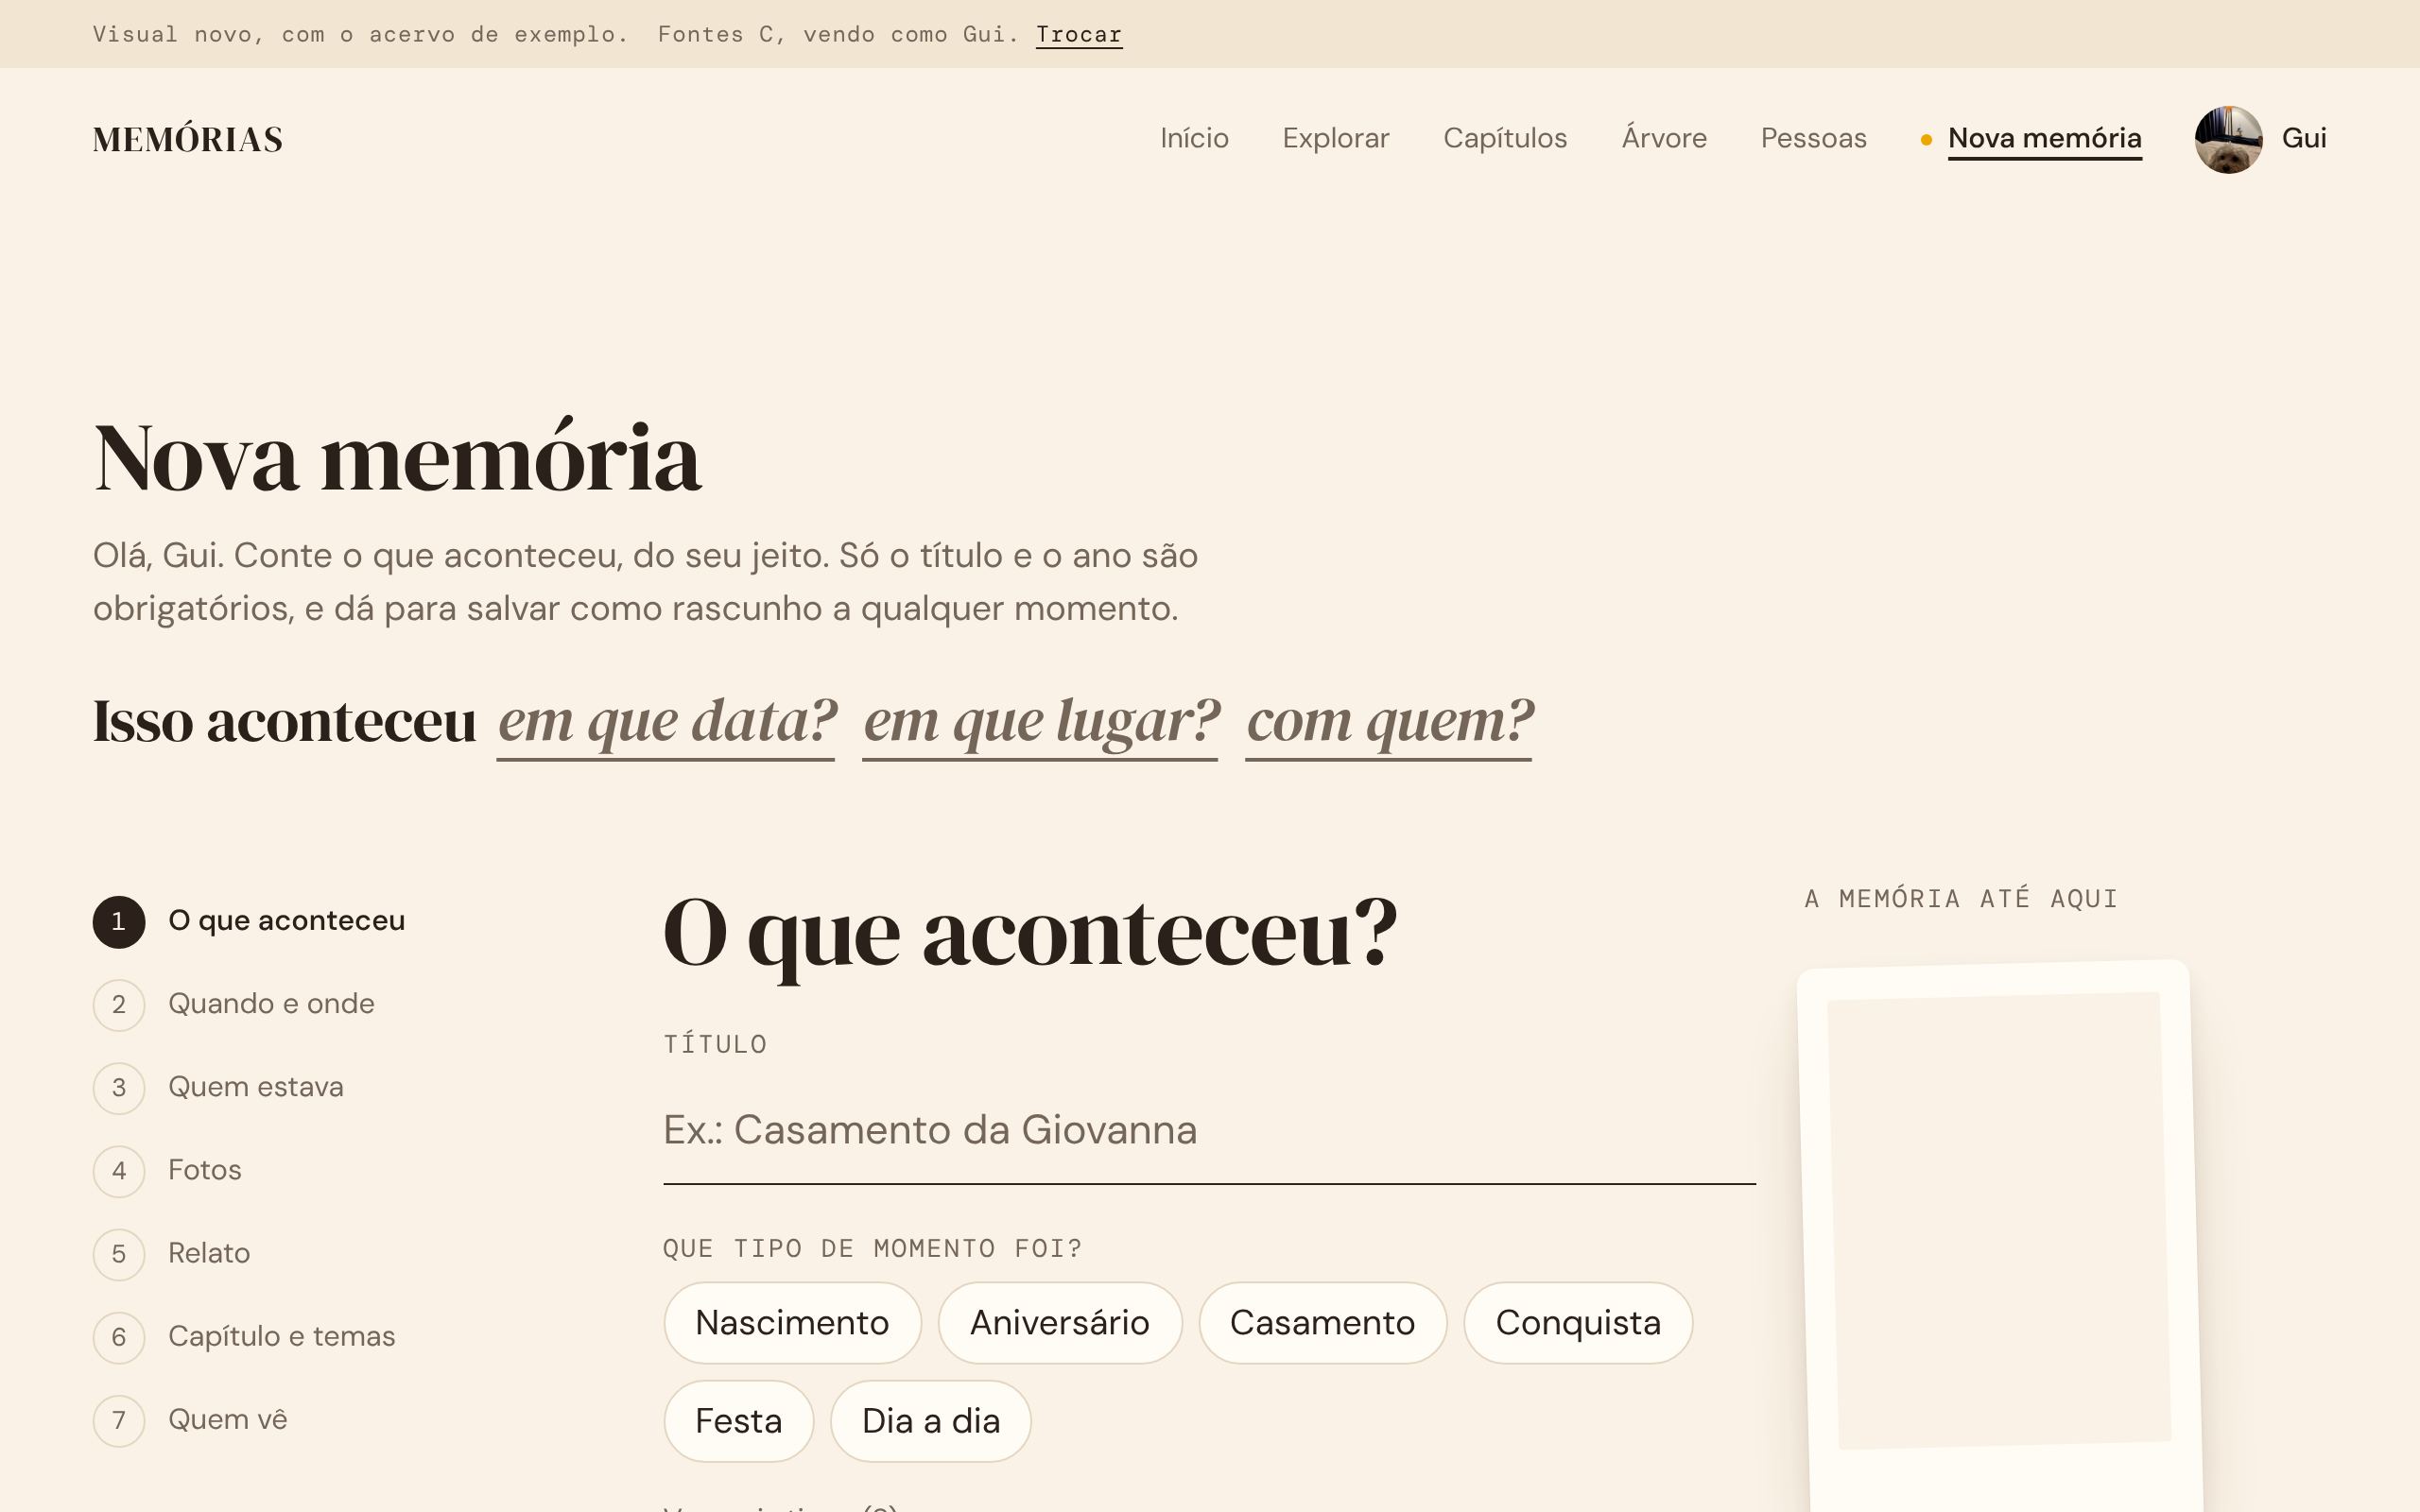 Visual novo, com o acervo de exemplo. Fontes C, vendo como Gui. Trocar
MEMÓRIAS
Início Explorar Capítulos Árvore Pessoas Nova memória Gui
Nova memória
Olá, Gui. Conte o que aconteceu, do seu jeito. Só o título e o ano são
obrigatórios, e dá para salvar como rascunho a qualquer momento.
Isso aconteceu em que data? em que lugar? com quem?
1 O que aconteceu
2 Quando e onde
3 Quem estava
4 Fotos
5 Relato
6 Capítulo e temas
7 Quem vê
O que aconteceu?
TÍTULO
Ex.: Casamento da Giovanna
QUE TIPO DE MOMENTO FOI?
Nascimento Aniversário Casamento Conquista
Festa Dia a dia
A MEMÓRIA ATÉ AQUI